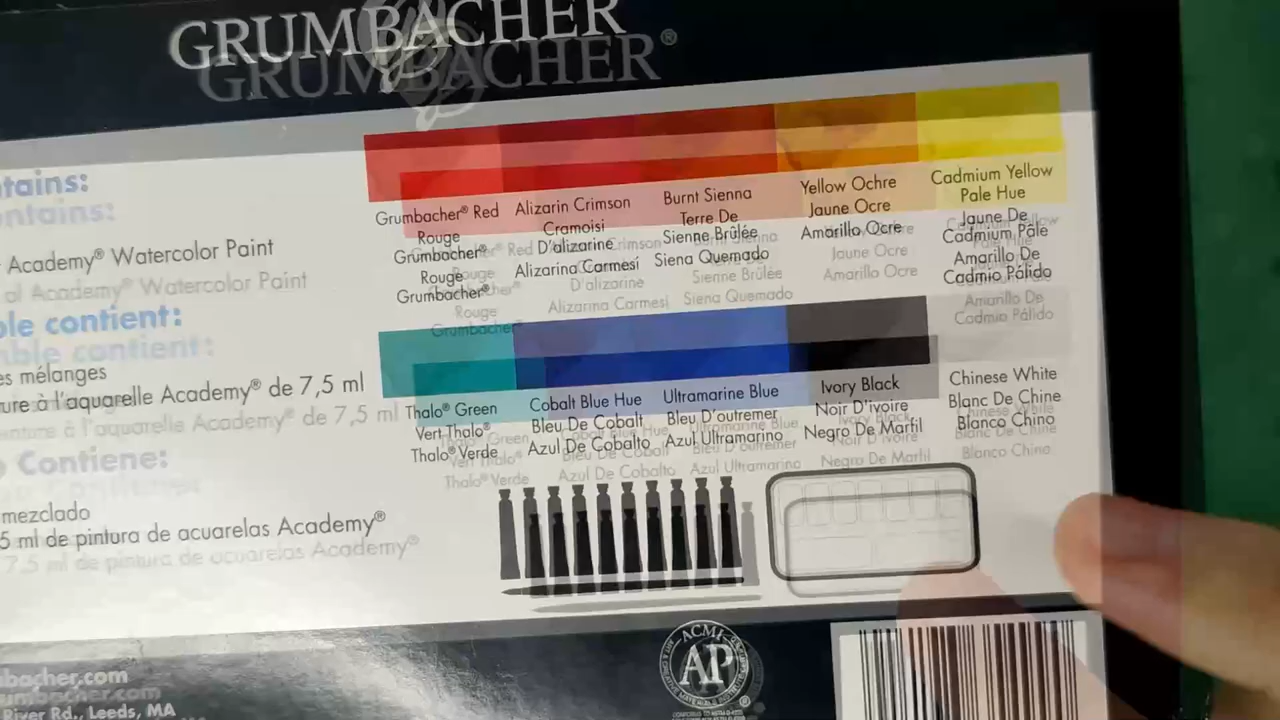 GRUMBACHER®
Grumbachers® Red
Rouge
Grumbacher®
Rouge
Grumbacher®
Alizarin Crimson
Cramoisi
D'alizarine
Alizarina Carmesí
Burnt Sienna
Terre De
Sienne Brûlée
Siena Quemado
Yellow Ochre
Jaune Ocre
Amarillo Ocre
Cadmium Yellow
Pale Hue
Jaune De
Cadmium Pâle
Amarillo De
Cadmio Pálido
Academy® Watercolor Paint
contient:
es mélanges
ure à l'aquarelle Academy® de 7,5 ml
Contiene:
mezclado
5 ml de pintura de acuarelas Academy®
Thalo® Green
Vert Thalo®
Thalo® Verde
Cobalt Blue Hue
Bleu De Cobalt
Azul De Cobalto
Ultramarine Blue
Bleu D'outremer
Azul Ultramarino
Ivory Black
Noir D'ivoire
Negro De Marfil
Chinese White
Blanc De Chine
Blanco Chino
bacher.com
River Rd., Leeds, MA
ACMI
AP